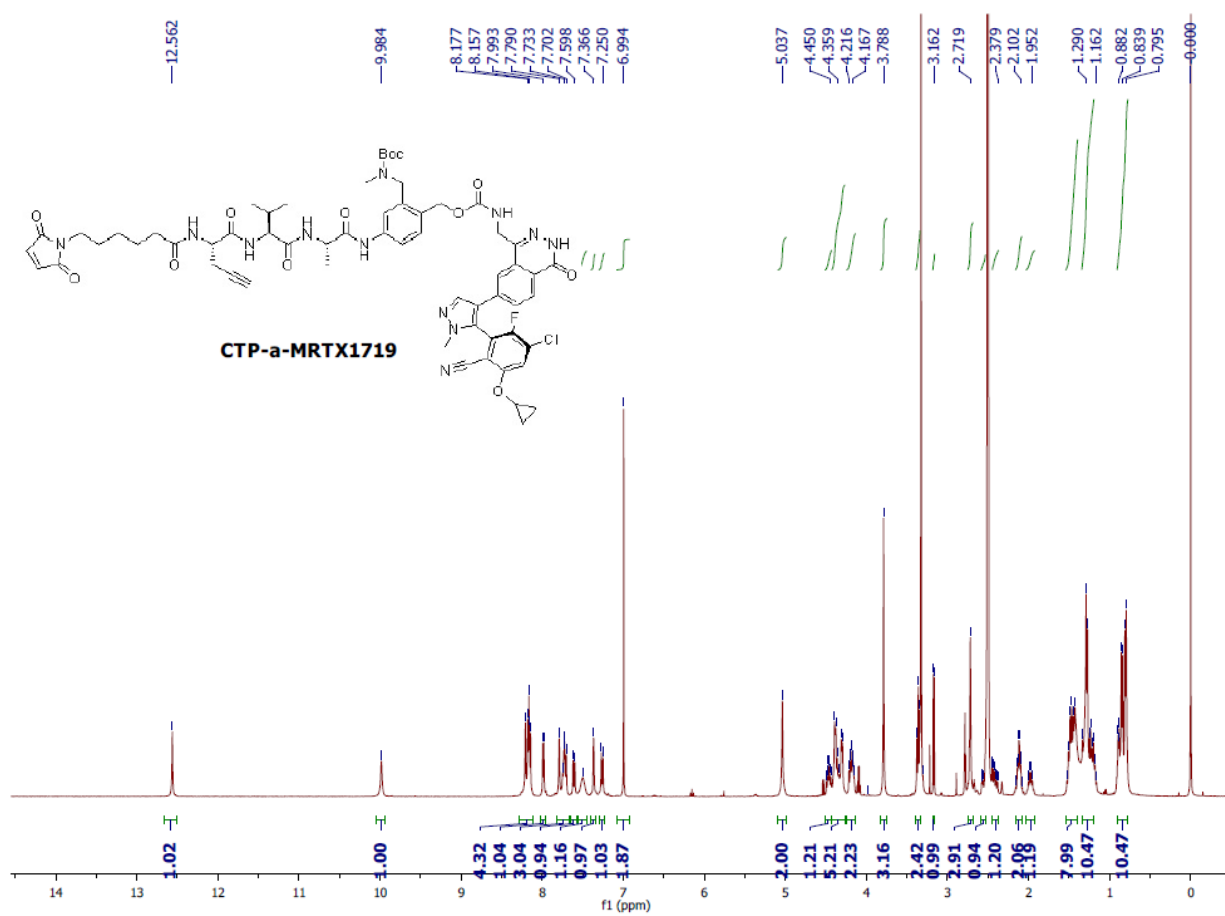 12.562
9.984
8.177
8.157
7.993
7.790
7.733
7.702
7.598
7.366
7.250
6.994
5.037
4.450
4.359
4.216
4.167
3.788
3.162
2.719
2.379
2.102
1.952
1.290
1.162
0.882
0.839
0.795
-0.000
Boc
N
O
O
NH
O
N
NH
O
O
N
O
H
N
O
O
N
H
O
H
N
O
N
H
N
N
F
Cl
N
O
CTP-a-MRTX1719
1.02
1.00
4.32
1.04
3.04
0.94
1.16
0.97
1.03
1.87
2.00
1.21
5.21
2.23
3.16
2.42
0.99
2.91
0.94
1.20
2.06
1.19
7.99
10.47
10.47
14 13 12 11 10 9 8 7 6 5 4 3 2 1 0
f1 (ppm)